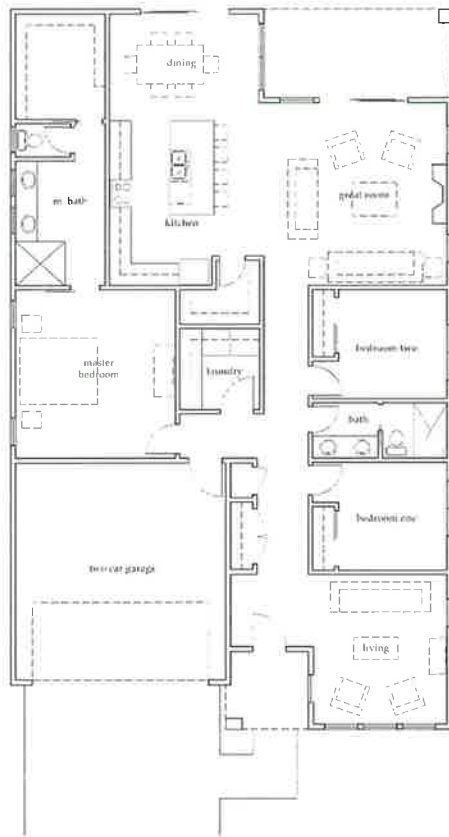 dining
m. bath
kitchen
great room
master
bedroom
laundry
bedroom two
bath
bedroom one
two car garage
living